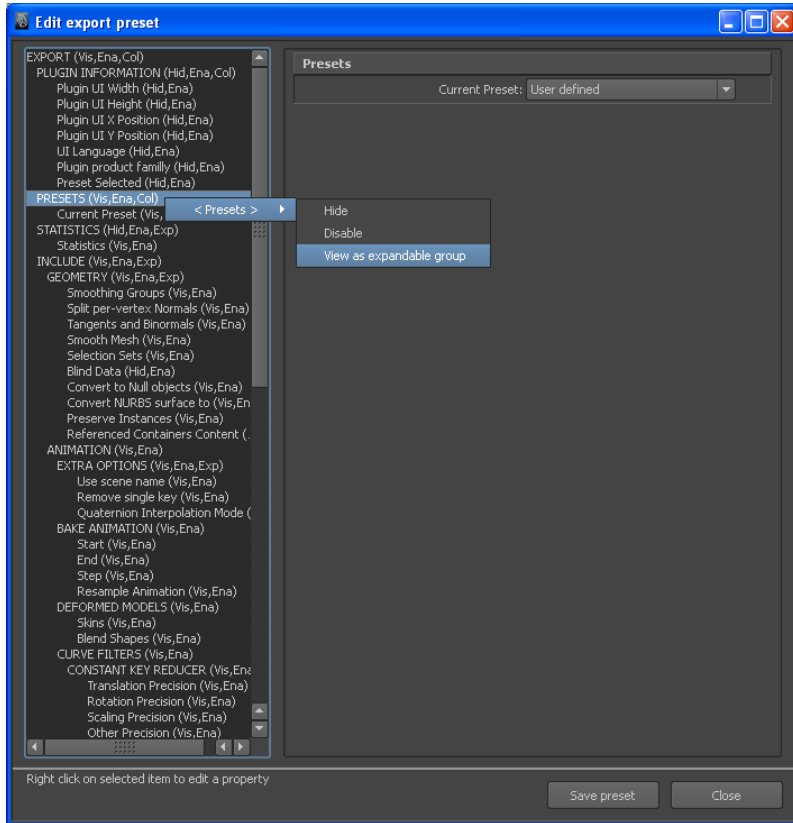 Edit export preset
EXPORT (Vis,Ena,Col)
PLUGIN INFORMATION (Hid,Ena,Col)
Plugin UI Width (Hid,Ena)
Plugin UI Height (Hid,Ena)
Plugin UI X Position (Hid,Ena)
Plugin UI Y Position (Hid,Ena)
UI Language (Hid,Ena)
Plugin product familly (Hid,Ena)
Preset Selected (Hid,Ena)
PRESETS (Vis,Ena,Col)
Current Preset (Vis,
STATISTICS (Hid,Ena,Exp)
Statistics (Vis,Ena)
INCLUDE (Vis,Ena,Exp)
GEOMETRY (Vis,Ena,Exp)
Smoothing Groups (Vis,Ena)
Split per-vertex Normals (Vis,Ena)
Tangents and Binormals (Vis,Ena)
Smooth Mesh (Vis,Ena)
Selection Sets (Vis,Ena)
Blind Data (Hid,Ena)
Convert to Null objects (Vis,Ena)
Convert NURBS surface to (Vis,En
Preserve Instances (Vis,Ena)
Referenced Containers Content (.
ANIMATION (Vis,Ena)
EXTRA OPTIONS (Vis,Ena,Exp)
Use scene name (Vis,Ena)
Remove single key (Vis,Ena)
Quaternion Interpolation Mode (
BAKE ANIMATION (Vis,Ena)
Start (Vis,Ena)
End (Vis,Ena)
Step (Vis,Ena)
Resample Animation (Vis,Ena)
DEFORMED MODELS (Vis,Ena)
Skins (Vis,Ena)
Blend Shapes (Vis,Ena)
CURVE FILTERS (Vis,Ena)
CONSTANT KEY REDUCER (Vis,Ena
Translation Precision (Vis,Ena)
Rotation Precision (Vis,Ena)
Scaling Precision (Vis,Ena)
Other Precision (Vis,Ena)
< Presets >
Hide
Disable
View as expandable group
Presets
Current Preset: User defined
Right click on selected item to edit a property
Save preset
Close